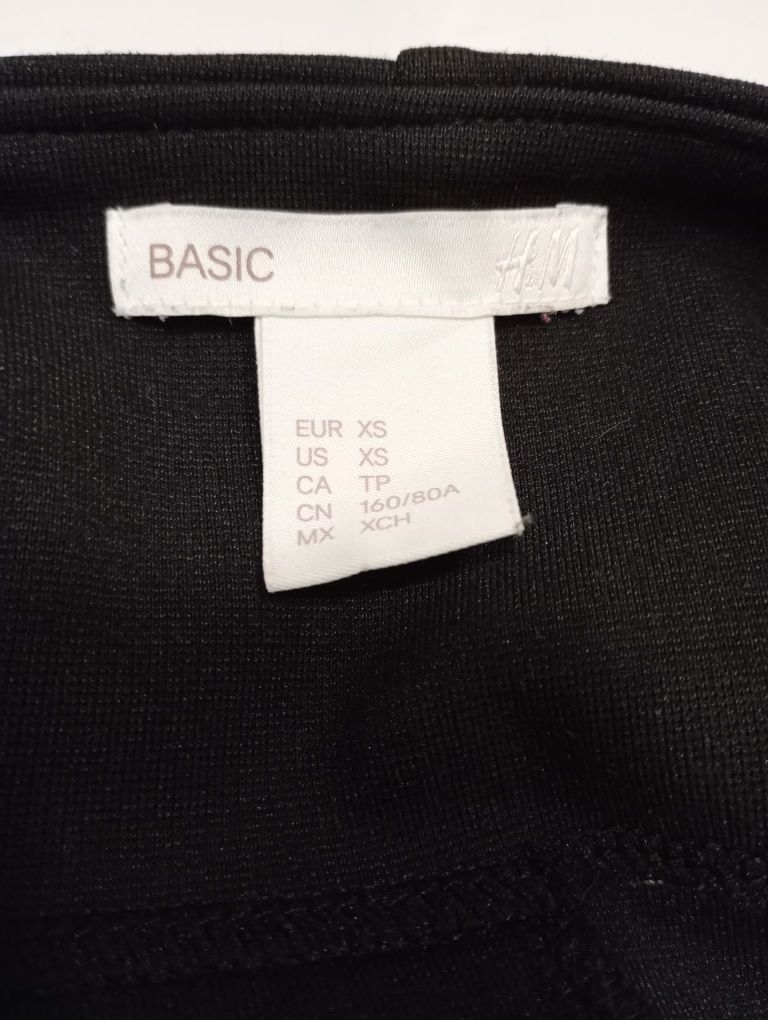 BASIC H&M
EUR XS
US XS
CA TP
CN 160/80A
MX XCH